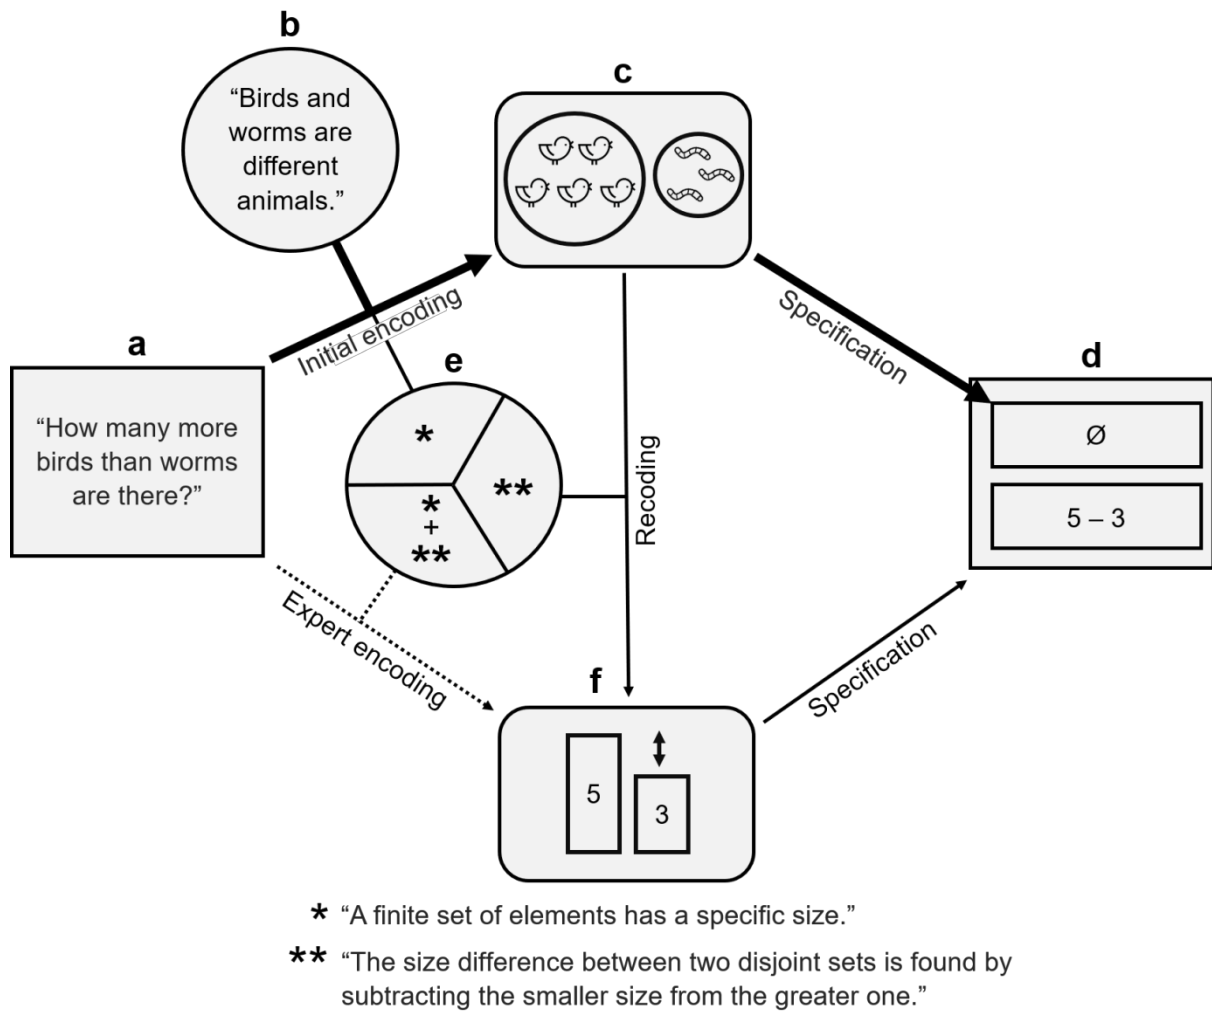 b
“Birds and
worms are
different
animals.”
c
a
“How many more
birds than worms
are there?”
Initial encoding
Specification
d
Ø
5 – 3
e
*
**
*
+
**
Recoding
Expert encoding
Specification
f
5
3
* “A finite set of elements has a specific size.”
** “The size difference between two disjoint sets is found by
subtracting the smaller size from the greater one.”